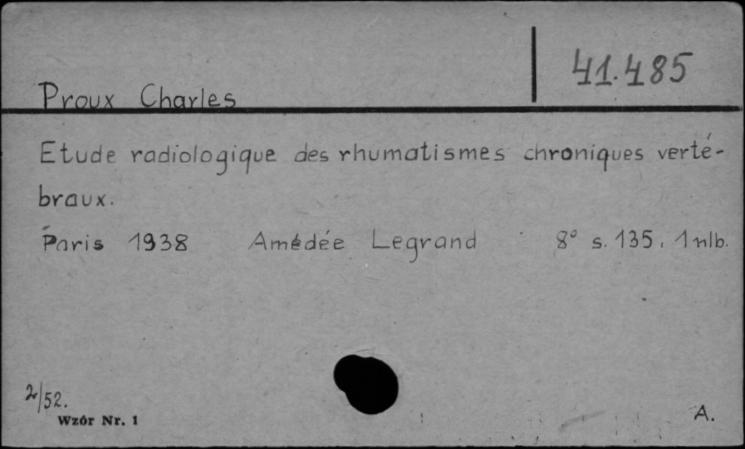 41.485
Proux Charles
Etude radiologique des rhumatismes chroniques verté-
braux.
Paris 1938 Amédée Legrand 8° s. 135, 1 nlb.
2/52.
Wzór Nr. 1
A.